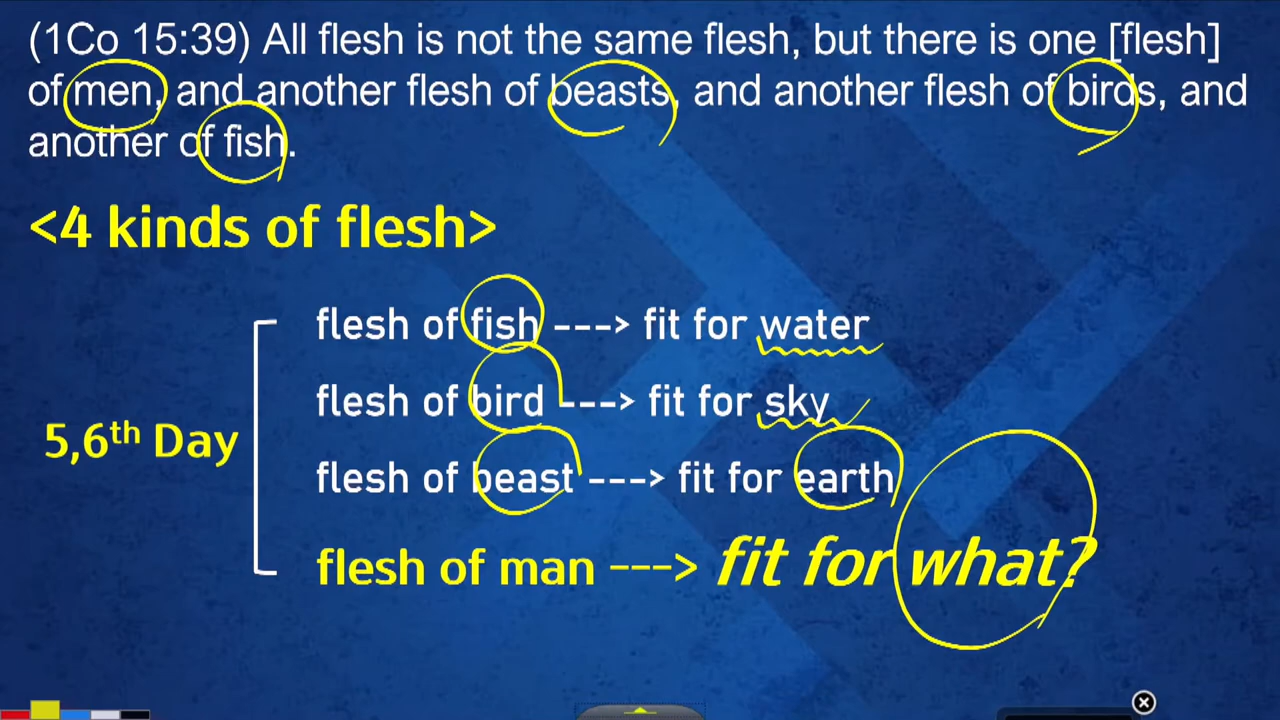 (1Co 15:39) All flesh is not the same flesh, but there is one [flesh]
of men, and another flesh of beasts, and another flesh of birds, and
another of fish.
<4 kinds of flesh>
flesh of fish ---> fit for water
flesh of bird ---> fit for sky
5,6th Day
flesh of beast ---> fit for earth
flesh of man ---> fit for what?